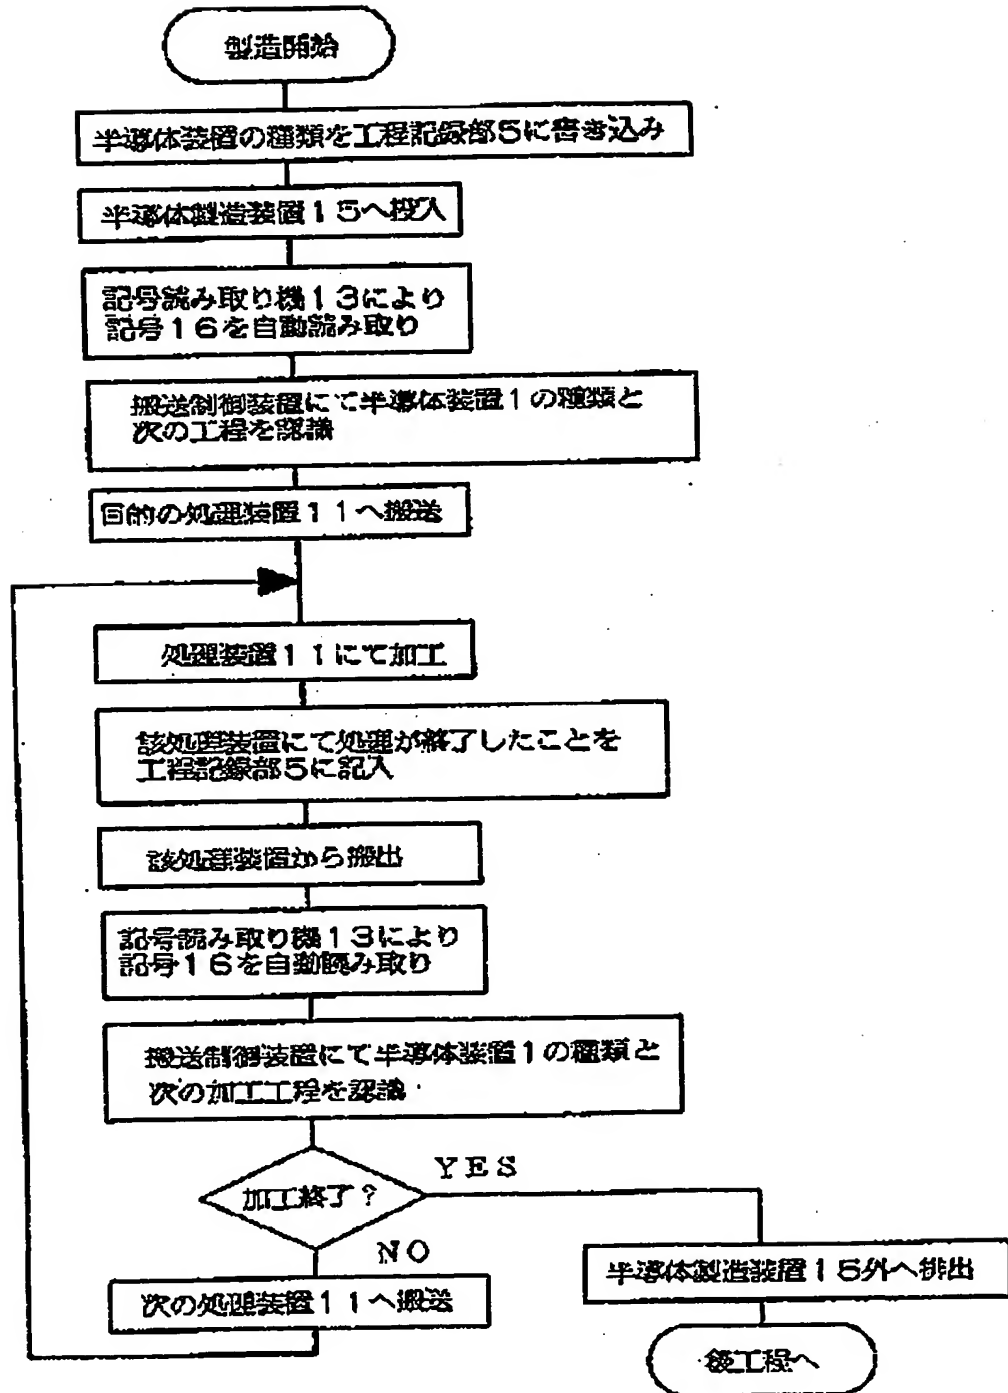 製造開始
半導体装置の種類を工程記録部5に書き込み
半導体製造装置15へ投入
記号読み取り機13により
記号16を自動読み取り
搬送制御装置にて半導体装置1の種類と
次の工程を認識
目的の処理装置11へ搬送
処理装置11にて加工
該処理装置にて処理が終了したことを
工程記録部5に記入
該処理装置から搬出
記号読み取り機13により
記号16を自動読み取り
搬送制御装置にて半導体装置1の種類と
次の加工工程を認識
加工終了?
YES
NO
半導体製造装置15外へ排出
次の処理装置11へ搬送
後工程へ